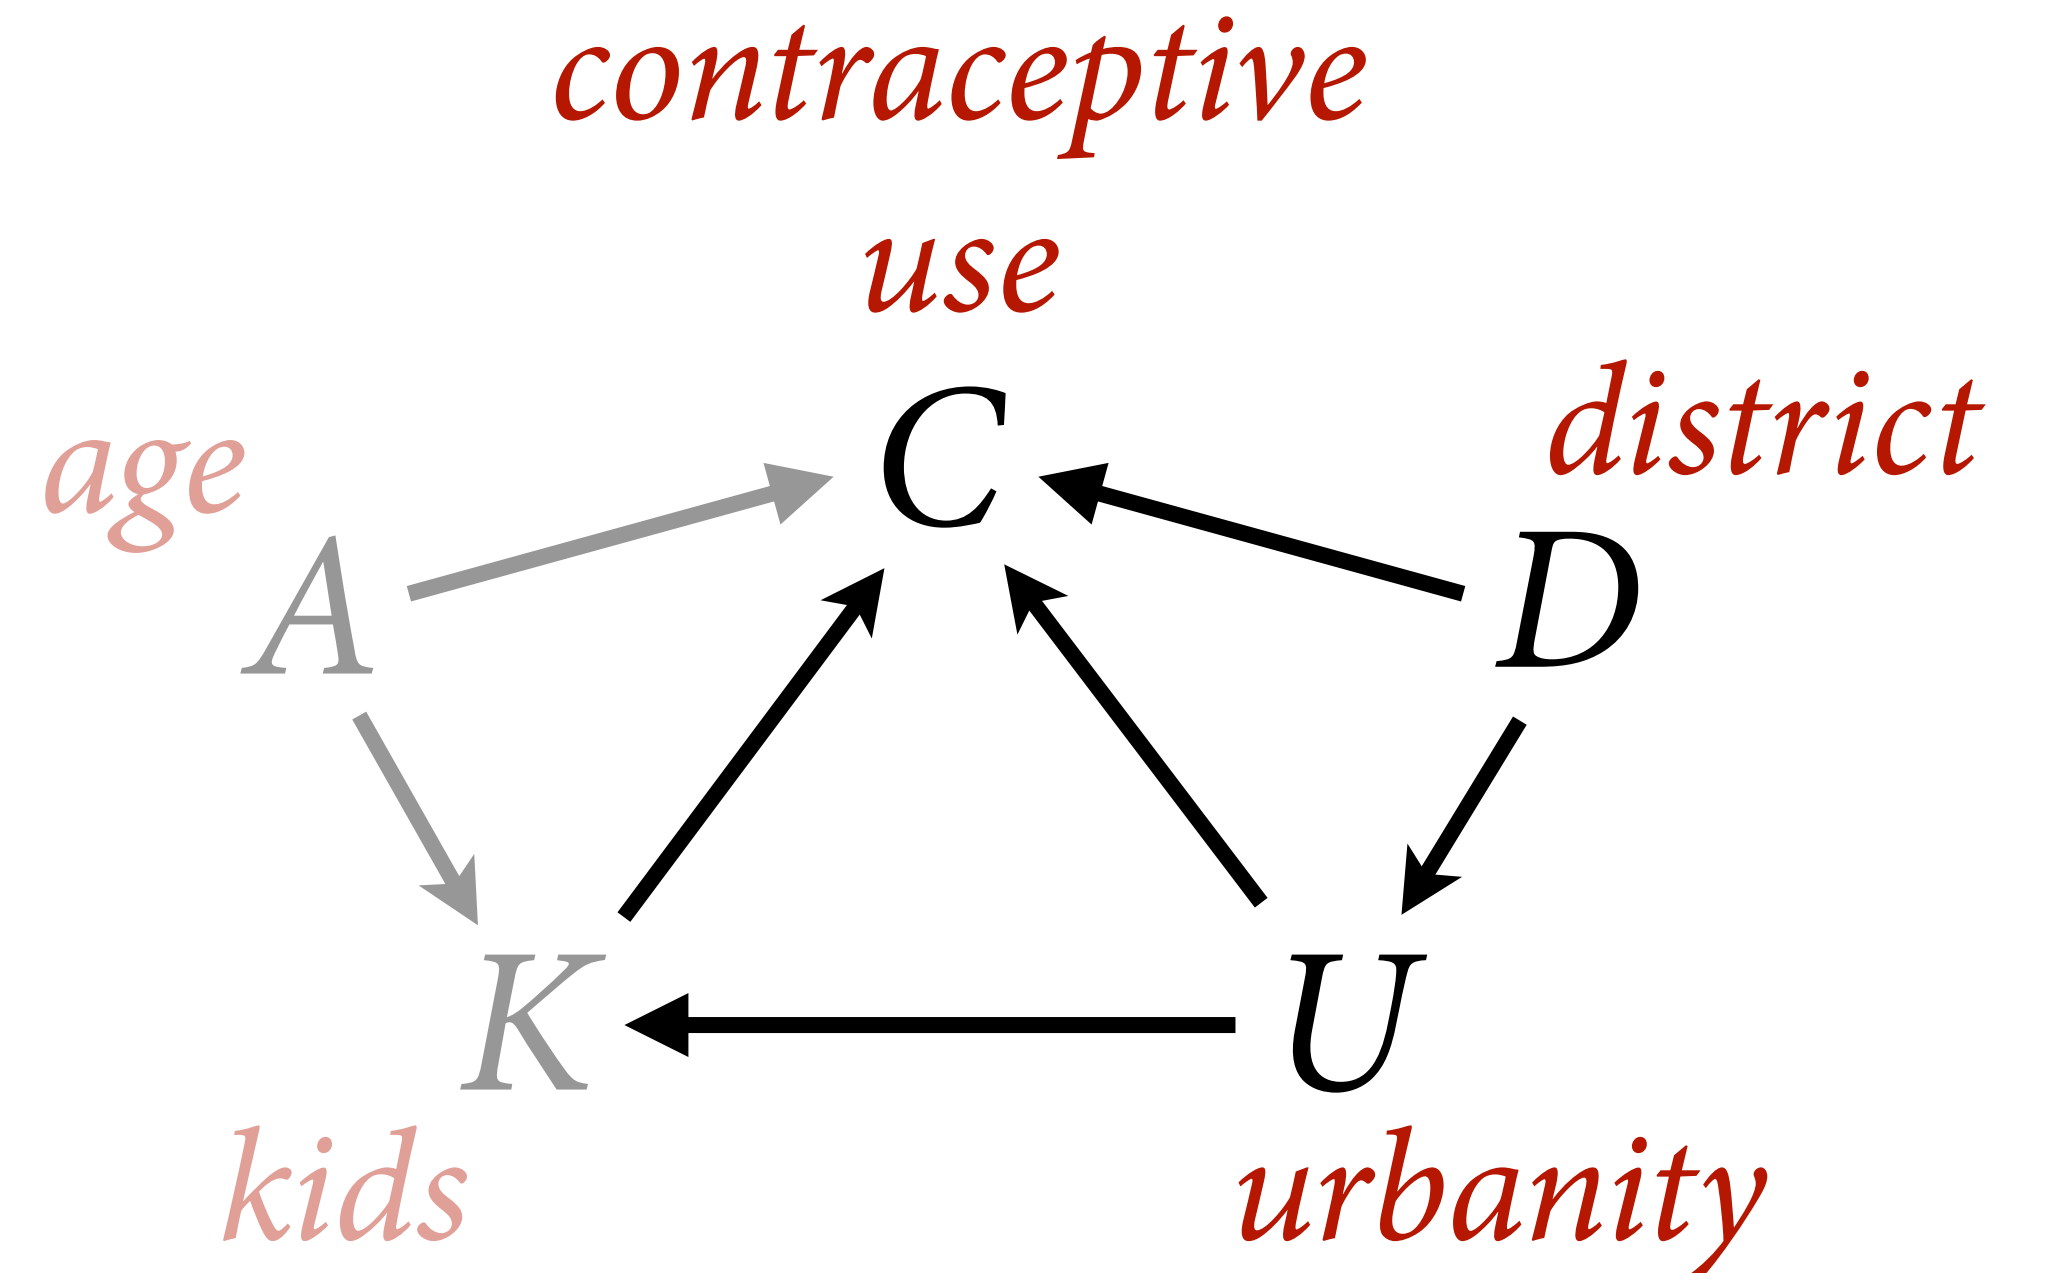 contraceptive
use
C
district
age
A
D
K
U
kids
urbanity